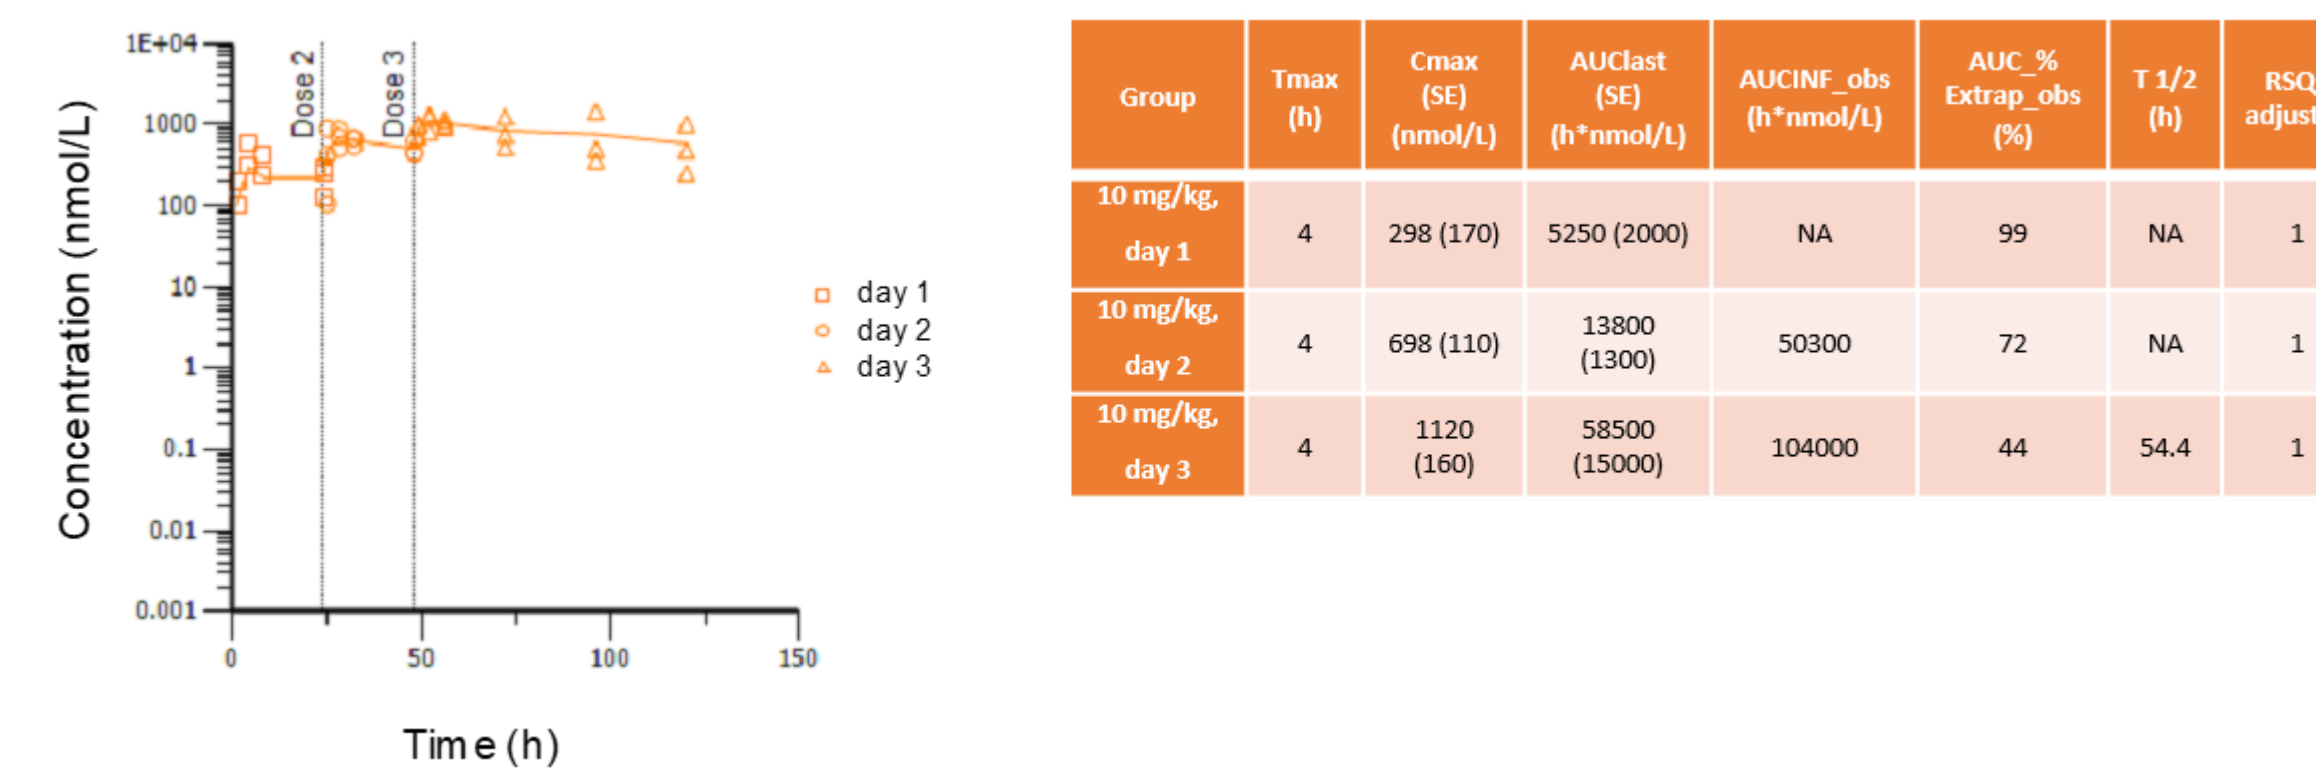 Concentration (nmol/L)
1E+04
1000
100
10
1
0.1
0.01
0.001
Dose 2
Dose 3
0
50
100
150
Time (h)
day 1
day 2
day 3
Group
Tmax
(h)
Cmax
(SE)
(nmol/L)
AUClast
(SE)
(h*nmol/L)
AUCINF_obs
(h*nmol/L)
AUC_%
Extrap_obs
(%)
T 1/2
(h)
RSQ
adjust
10 mg/kg,
day 1
4
298 (170)
5250 (2000)
NA
99
NA
1
10 mg/kg,
day 2
4
698 (110)
13800
(1300)
50300
72
NA
1
10 mg/kg,
day 3
4
1120
(160)
58500
(15000)
104000
44
54.4
1